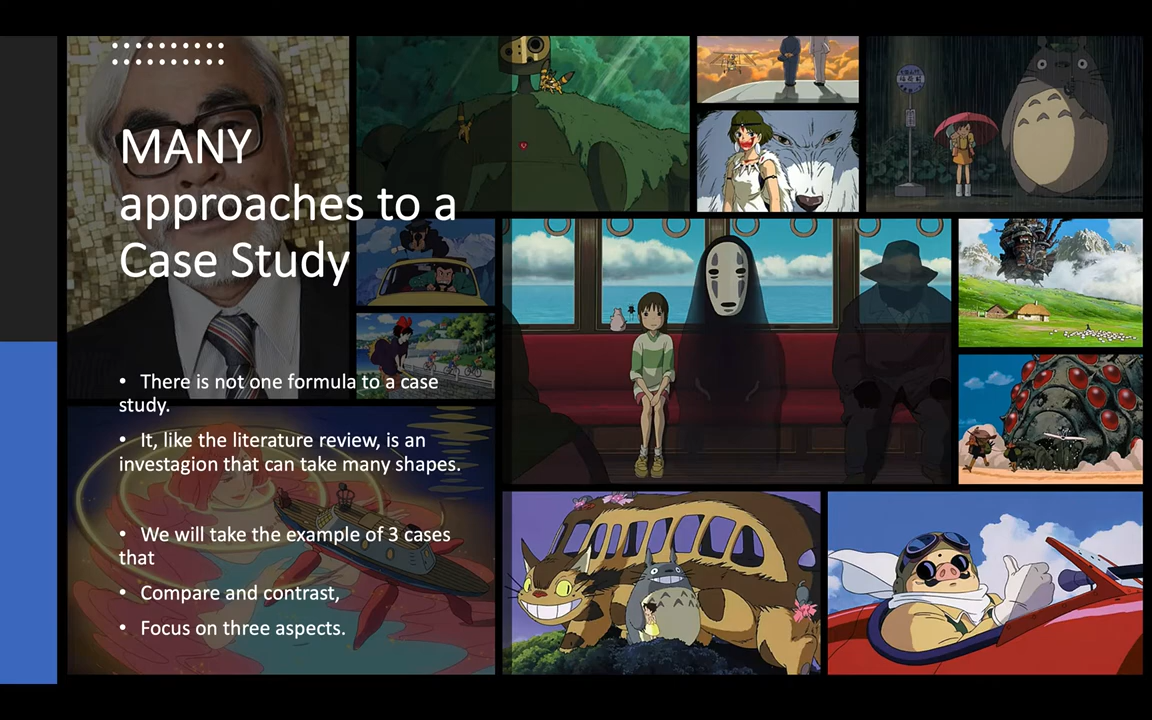 MANY
approaches to a
Case Study
• There is not one formula to a case
study.
• It, like the literature review, is an
investagion that can take many shapes.
• We will take the example of 3 cases
that
• Compare and contrast,
• Focus on three aspects.